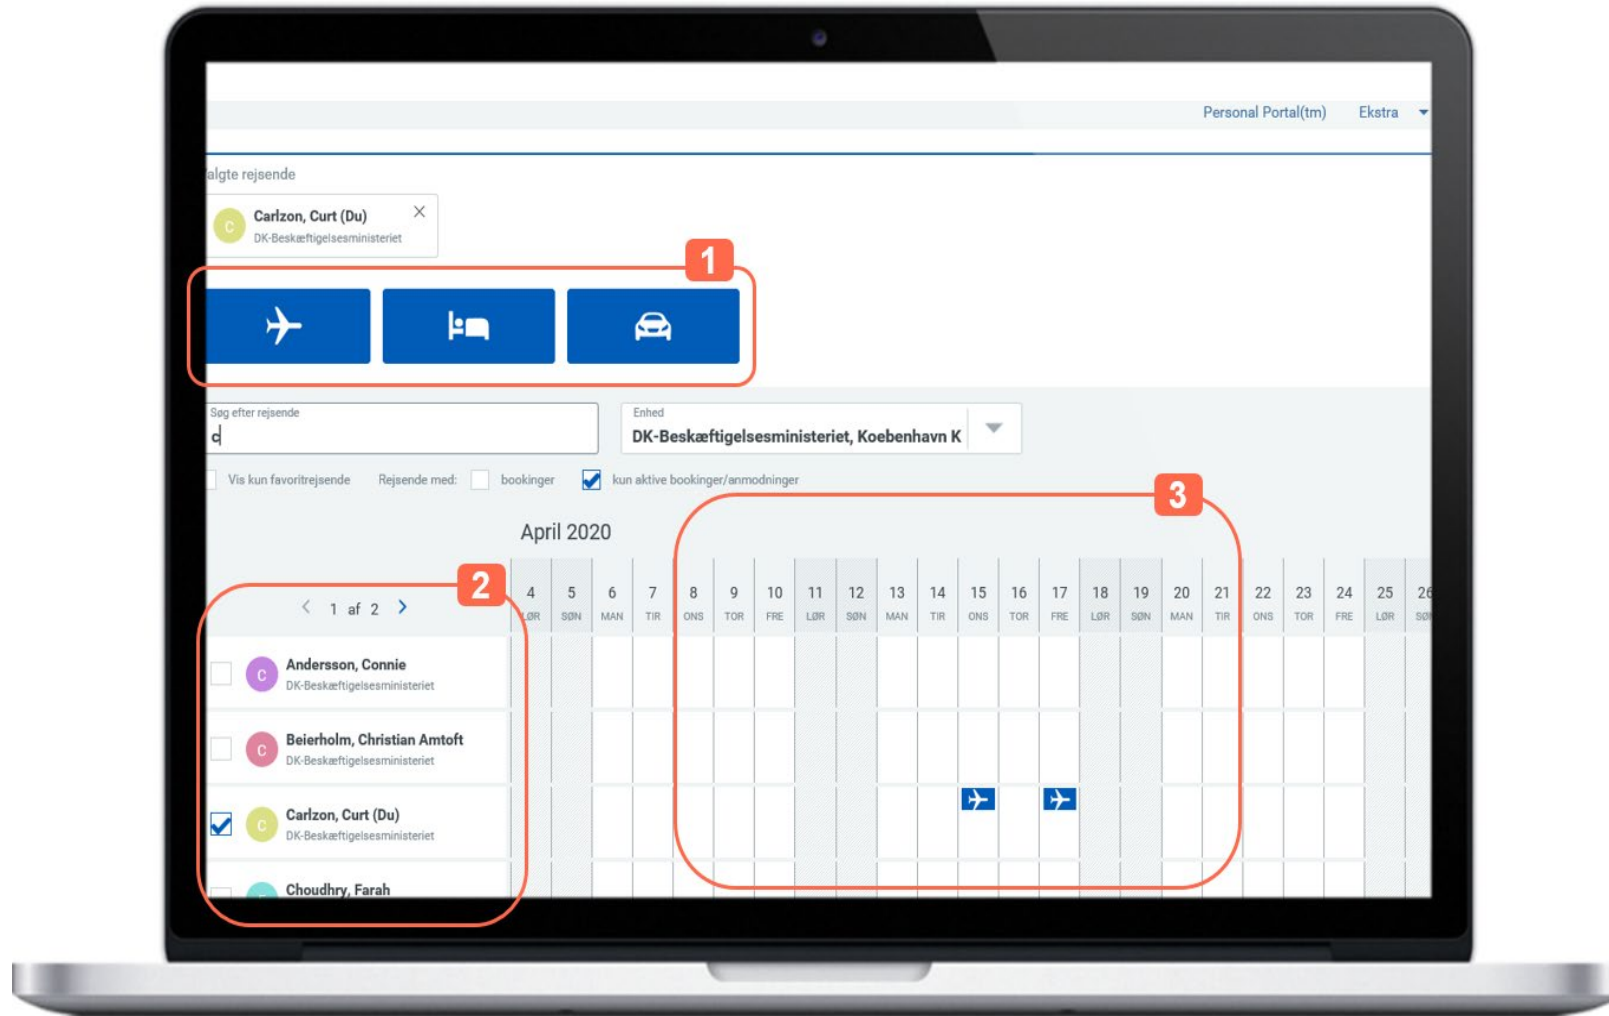 Personal Portal(tm) Ekstra
algte rejsende
C Carlzon, Curt (Du)
DK-Beskæftigelsesministeriet
1
Søg efter rejsende
c
Enhed
DK-Beskæftigelsesministeriet, Koebenhavn K
Vis kun favoritrejsende Rejsende med: bookinger kun aktive bookinger/anmodninger
3
April 2020
2
1 af 2
4 5 6 7 8 9 10 11 12 13 14 15 16 17 18 19 20 21 22 23 24 25 26
LØR SØN MAN TIR ONS TOR FRE LØR SØN MAN TIR ONS TOR FRE LØR SØN MAN TIR ONS TOR FRE LØR SØN
C Andersson, Connie
DK-Beskæftigelsesministeriet
C Beierholm, Christian Amtoft
DK-Beskæftigelsesministeriet
C Carlzon, Curt (Du)
DK-Beskæftigelsesministeriet
Choudhry, Farah